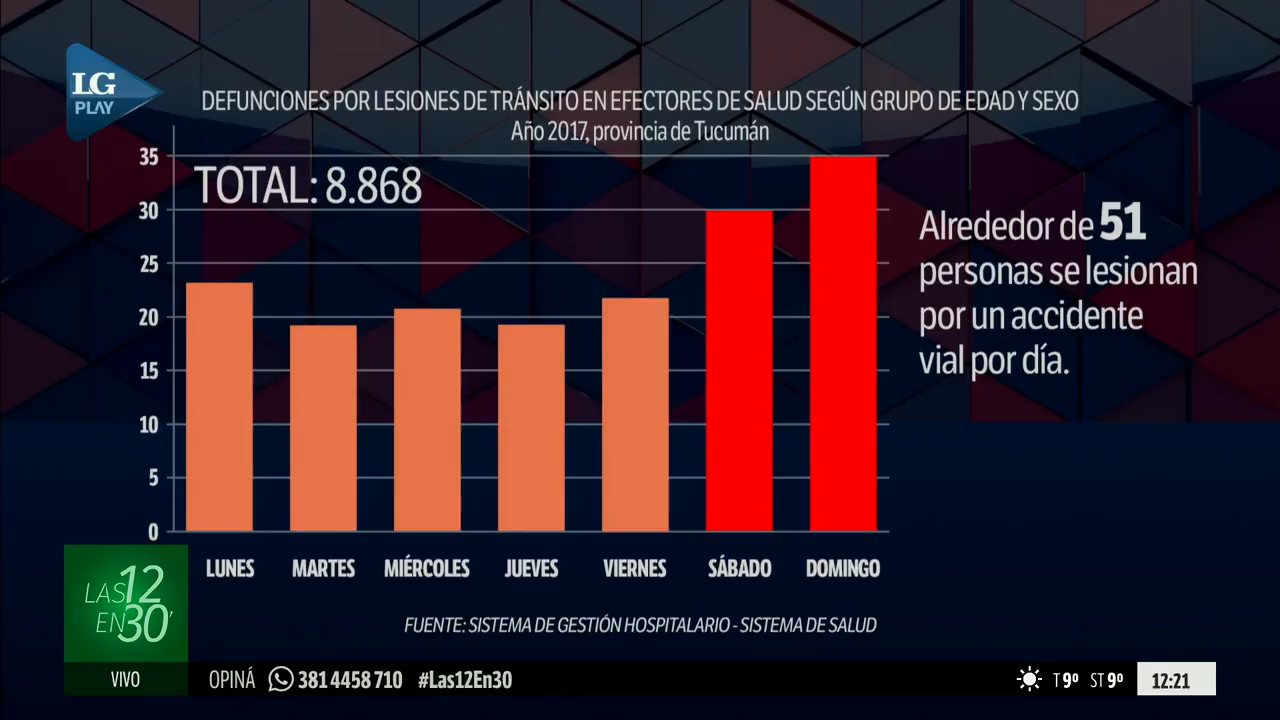 LG
PLAY
DEFUNCIONES POR LESIONES DE TRÁNSITO EN EFECTORES DE SALUD SEGÚN GRUPO DE EDAD Y SEXO
Año 2017, provincia de Tucumán
TOTAL: 8.868
35
30
25
20
15
10
5
0
LUNES MARTES MIÉRCOLES JUEVES VIERNES SÁBADO DOMINGO
Alrededor de 51
personas se lesionan
por un accidente
vial por día.
FUENTE: SISTEMA DE GESTIÓN HOSPITALARIO - SISTEMA DE SALUD
LAS 12
EN 30'
VIVO
OPINÁ 381 4458 710 #Las12En30
T 9º ST 9º 12:21